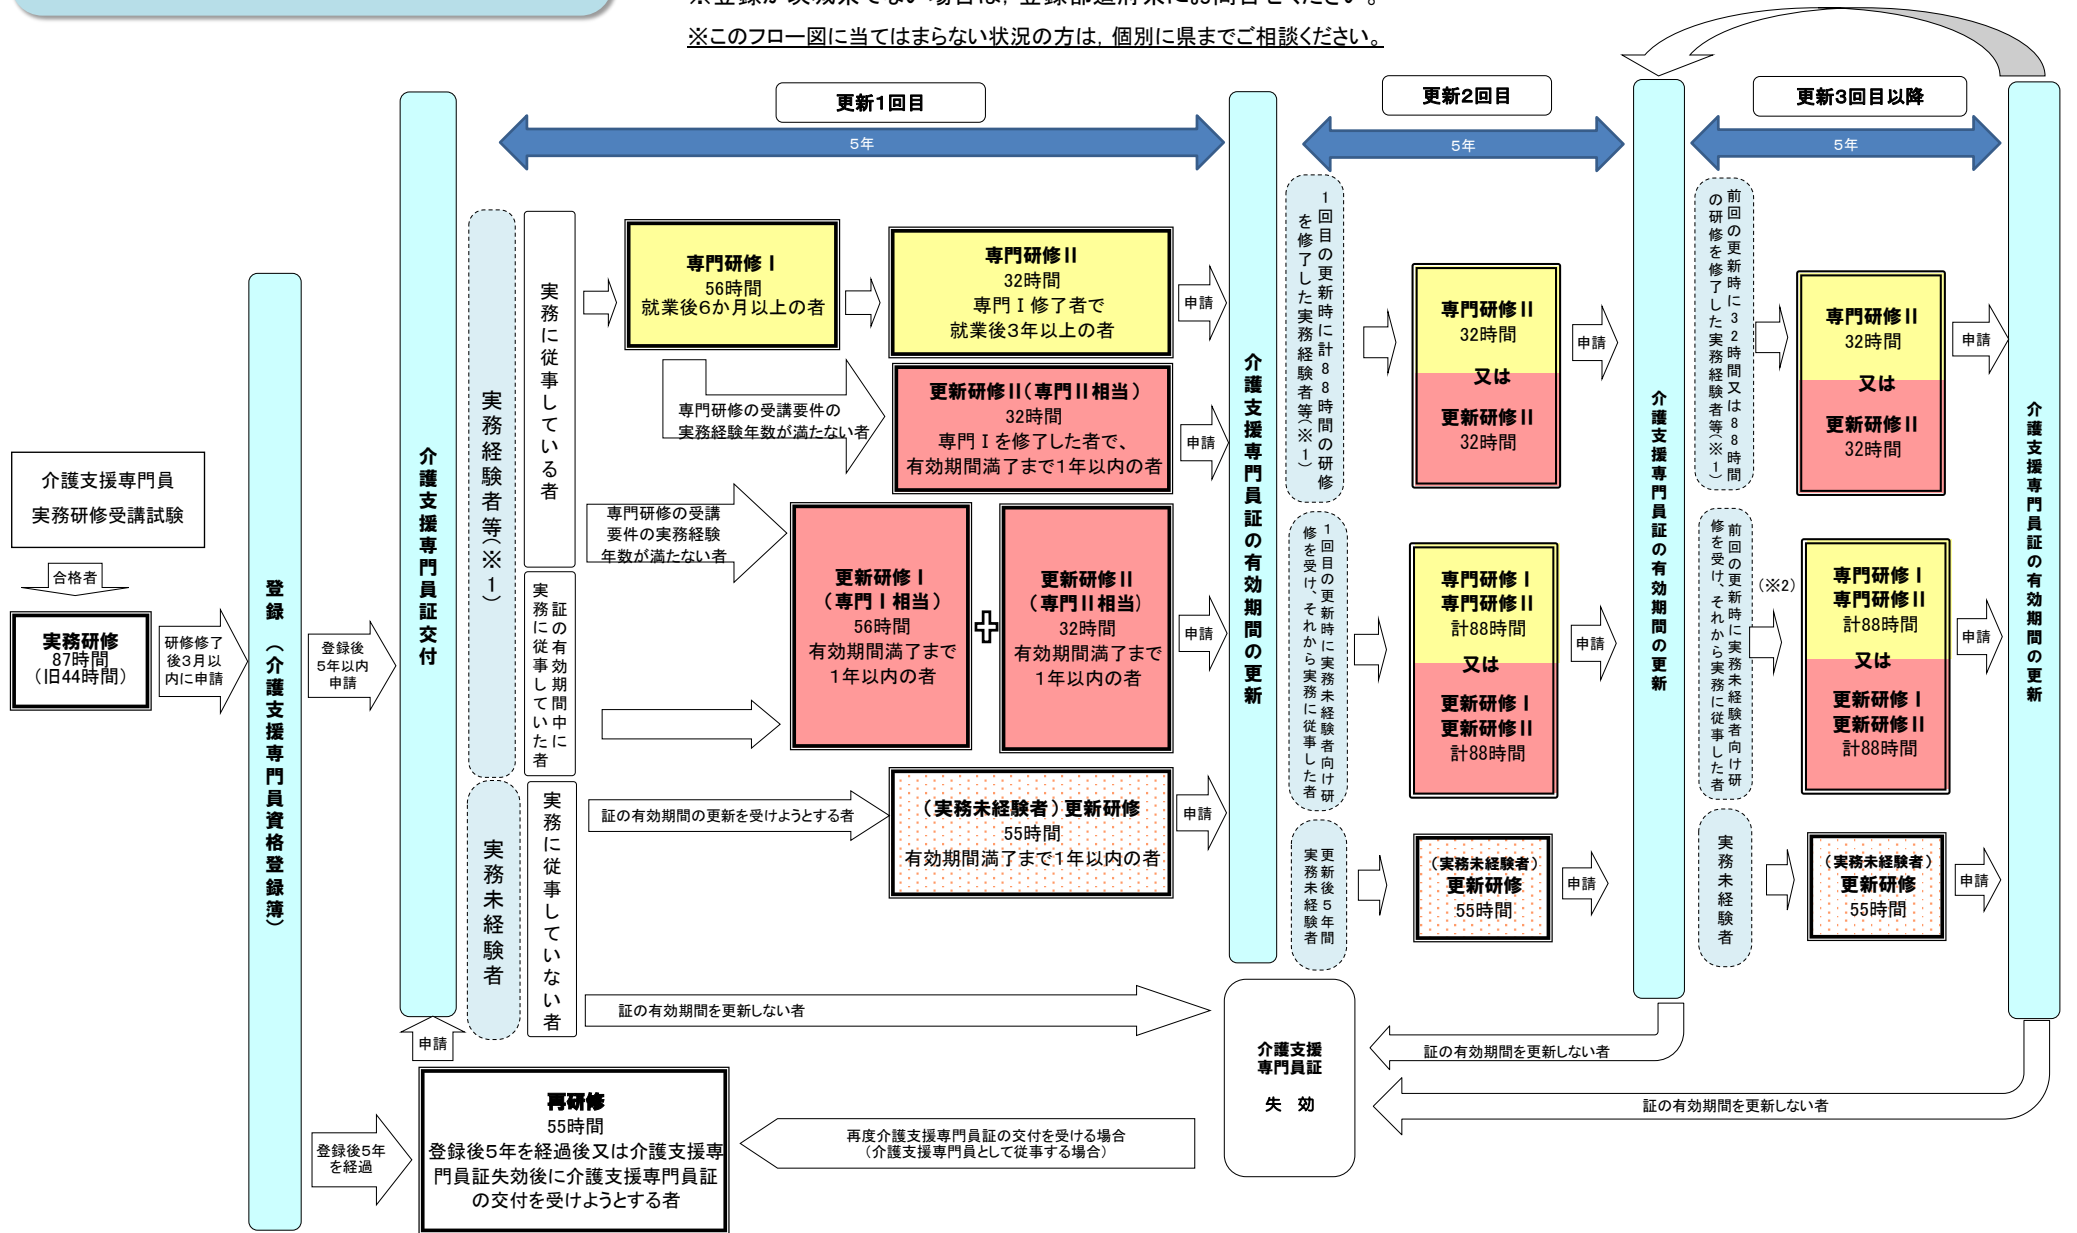 ※登録が茨城県でない場合は，登録都道府県にお問合せください。
※このフロー図に当てはまらない状況の方は，個別に県までご相談ください。
更新1回目
更新2回目
更新3回目以降
5年
5年
5年
介護支援専門員
実務研修受講試験
合格者
実務研修
87時間
（旧44時間）
研修修了
後3月以
内に申請
登録　（介護支援専門員資格登録簿）
登録後
5年以内
申請
登録後5年
を経過
介護支援専門員証交付
申請
再研修
55時間
登録後5年を経過後又は介護支援専
門員証失効後に介護支援専門員証
の交付を受けようとする者
実務経験者等（※1）
実務に従事している者
証の有効期間中に
実務に従事していた者
実務未経験者
実務に従事していない者
専門研修Ⅰ
56時間
就業後6か月以上の者
専門研修Ⅱ
32時間
専門Ⅰ修了者で
就業後3年以上の者
申請
専門研修の受講要件の
実務経験年数が満たない者
更新研修Ⅱ（専門Ⅱ相当）
32時間
専門Ⅰを修了した者で、
有効期間満了まで1年以内の者
申請
専門研修の受講
要件の実務経験
年数が満たない者
更新研修Ⅰ
（専門Ⅰ相当）
56時間
有効期間満了まで
1年以内の者
更新研修Ⅱ
（専門Ⅱ相当）
32時間
有効期間満了まで
1年以内の者
申請
証の有効期間の更新を受けようとする者
（実務未経験者）更新研修
55時間
有効期間満了まで1年以内の者
申請
証の有効期間を更新しない者
介護支援専門員証の有効期間の更新
介護支援
専門員証
失　効
再度介護支援専門員証の交付を受ける場合
（介護支援専門員として従事する場合）
1回目の更新時に計88時間の研修
を修了した実務経験者等（※1）
専門研修Ⅱ
32時間
又は
更新研修Ⅱ
32時間
申請
1回目の更新時に実務未経験者向け研
修を受け、それから実務に従事した者
専門研修Ⅰ
専門研修Ⅱ
計88時間
又は
更新研修Ⅰ
更新研修Ⅱ
計88時間
申請
更新後5年間
実務未経験者
（実務未経験者）
更新研修
55時間
申請
介護支援専門員証の有効期間の更新
証の有効期間を更新しない者
前回の更新時に32時間又は88時間
の研修を修了した実務経験者等（※1）
専門研修Ⅱ
32時間
又は
更新研修Ⅱ
32時間
申請
前回の更新時に実務未経験者向け研
修を受け、それから実務に従事した者
（※2）
専門研修Ⅰ
専門研修Ⅱ
計88時間
又は
更新研修Ⅰ
更新研修Ⅱ
計88時間
申請
実務未経験者
（実務未経験者）
更新研修
55時間
申請
介護支援専門員証の有効期間の更新
証の有効期間を更新しない者